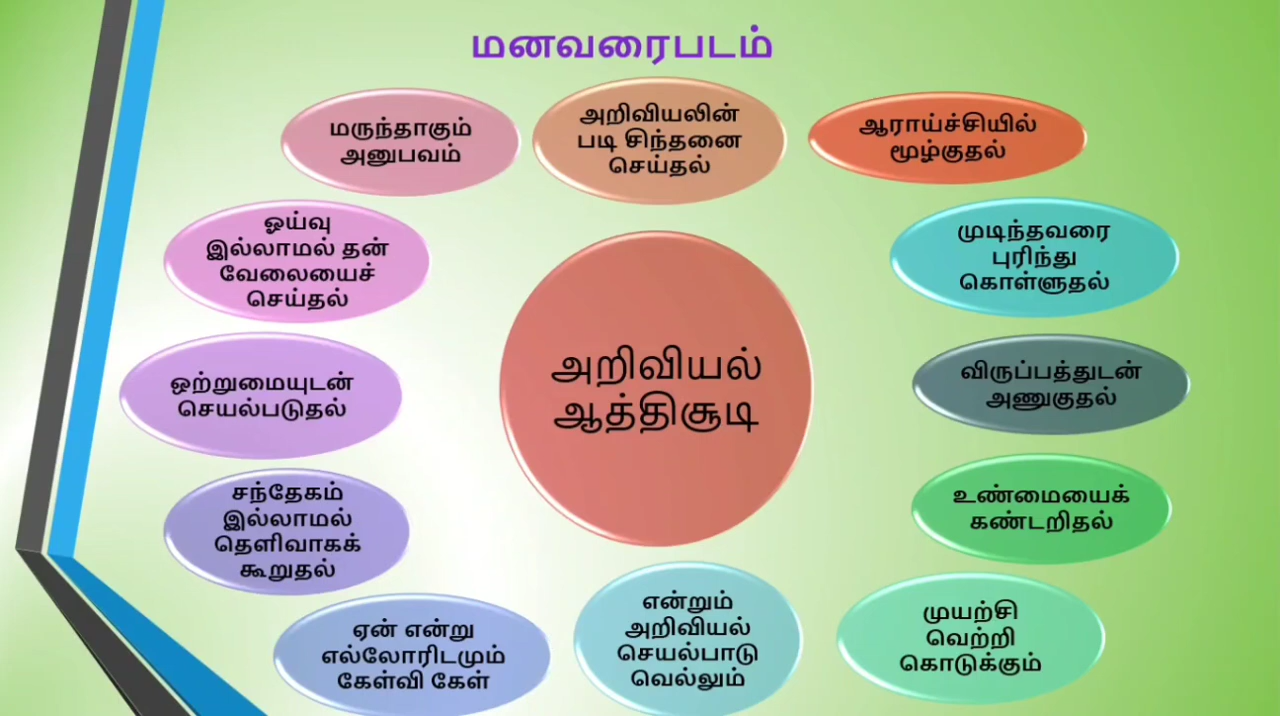 மனவரைபடம்
அறிவியலின்
படி சிந்தனை
செய்தல்
ஆராய்ச்சியில்
மூழ்குதல்
முடிந்தவரை
புரிந்து
கொள்ளுதல்
விருப்பத்துடன்
அணுகுதல்
உண்மையைக்
கண்டறிதல்
முயற்சி
வெற்றி
கொடுக்கும்
என்றும்
அறிவியல்
செயல்பாடு
வெல்லும்
ஏன் என்று
எல்லோரிடமும்
கேள்வி கேள்
சந்தேகம்
இல்லாமல்
தெளிவாகக்
கூறுதல்
ஒற்றுமையுடன்
செயல்படுதல்
ஓய்வு
இல்லாமல் தன்
வேலையைச்
செய்தல்
மருந்தாகும்
அனுபவம்
அறிவியல்
ஆத்திசூடி